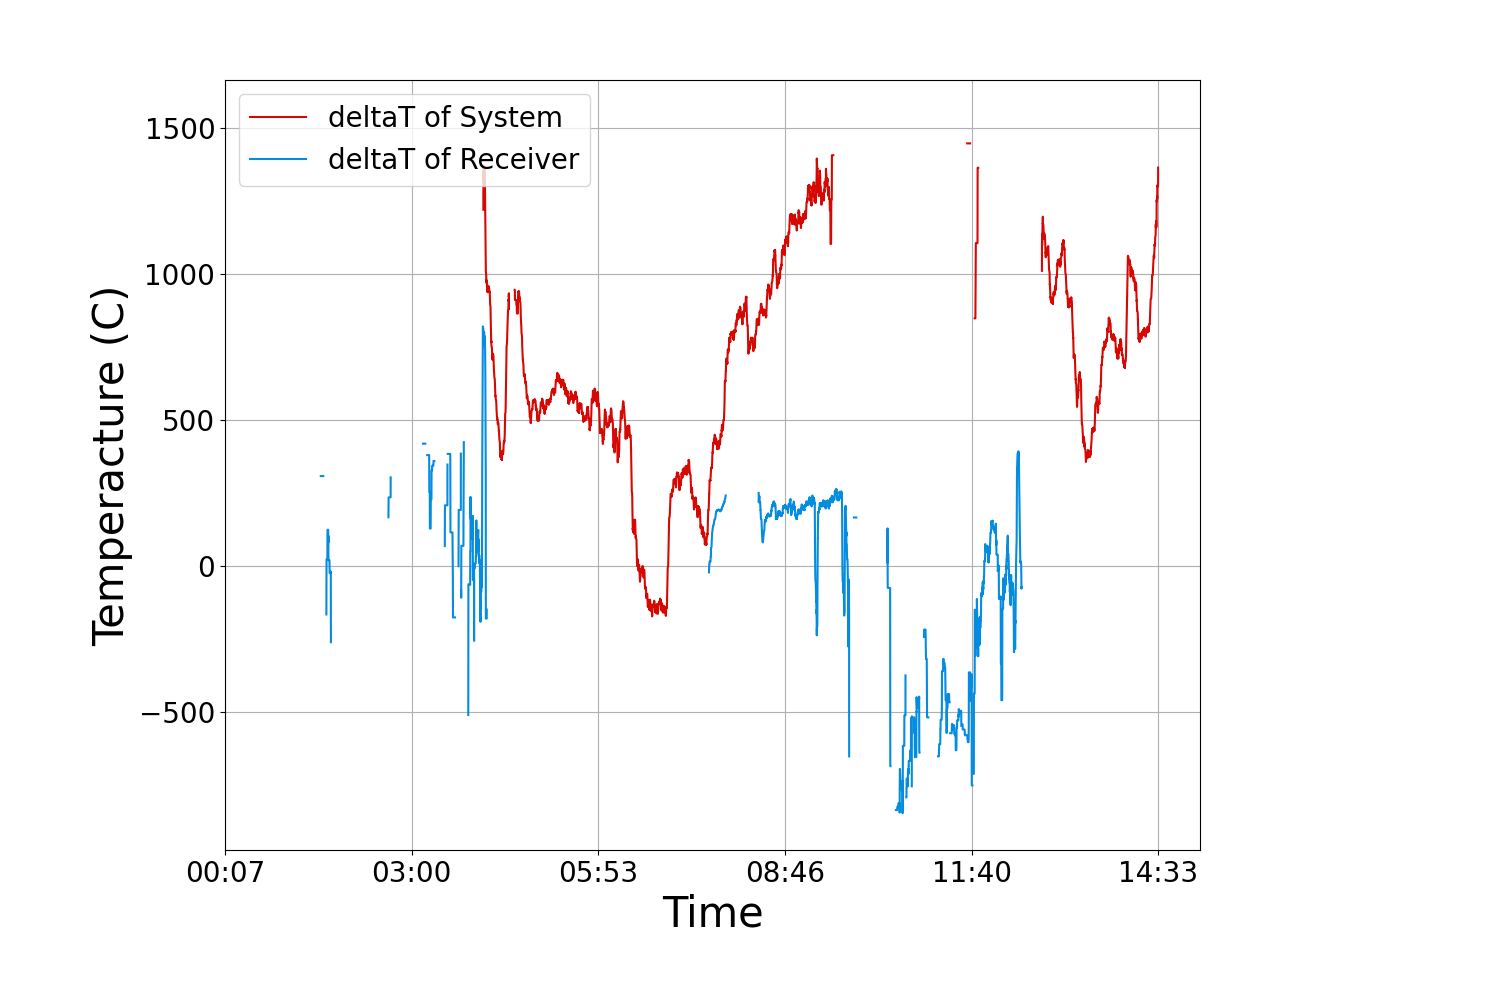 deltaT of System
deltaT of Receiver
1500
1000
500
0
−500
Temperacture (C)
00:07 03:00 05:53 08:46 11:40 14:33
Time